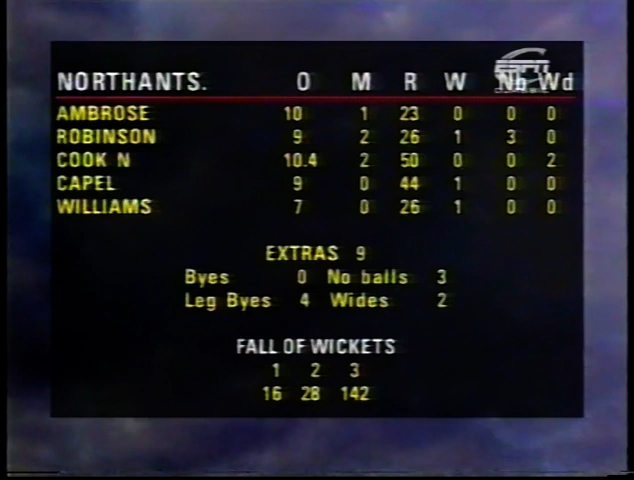 ESPN
NORTHANTS. O M R W Nb Wd
AMBROSE 10 1 23 0 0 0
ROBINSON 9 2 26 1 3 0
COOK N 10.4 2 50 0 0 2
CAPEL 9 0 44 1 0 0
WILLIAMS 7 0 26 1 0 0
EXTRAS 9
Byes 0 No balls 3
Leg Byes 4 Wides 2
FALL OF WICKETS
1 2 3
16 28 142